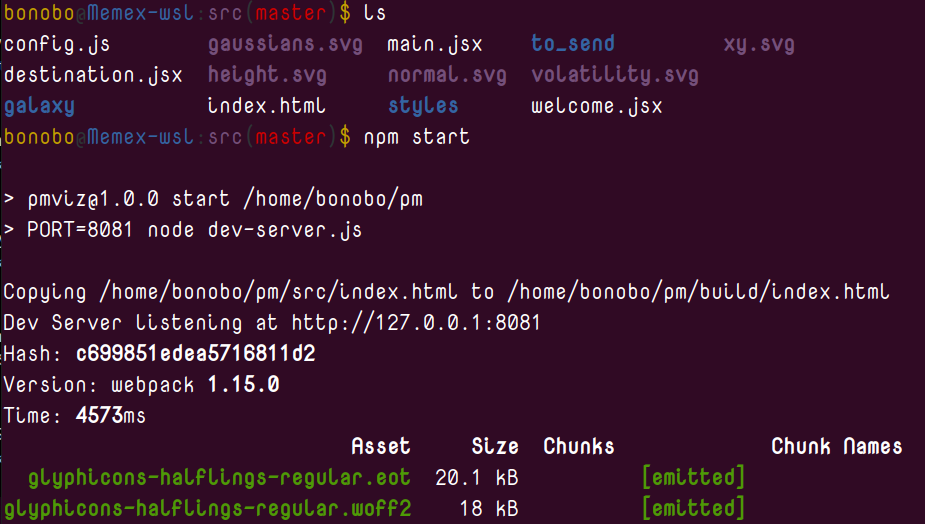 bonobo@Memex-wsl:src(master)$ ls
config.js gaussians.svg main.jsx to_send xy.svg
destination.jsx height.svg normal.svg volatility.svg
galaxy index.html styles welcome.jsx
bonobo@Memex-wsl:src(master)$ npm start
> pmviz@1.0.0 start /home/bonobo/pm
> PORT=8081 node dev-server.js
Copying /home/bonobo/pm/src/index.html to /home/bonobo/pm/build/index.html
Dev Server listening at http://127.0.0.1:8081
Hash: c699851edea5716811d2
Version: webpack 1.15.0
Time: 4573ms
Asset Size Chunks Chunk Names
glyphicons-halflings-regular.eot 20.1 kB [emitted]
glyphicons-halflings-regular.woff2 18 kB [emitted]